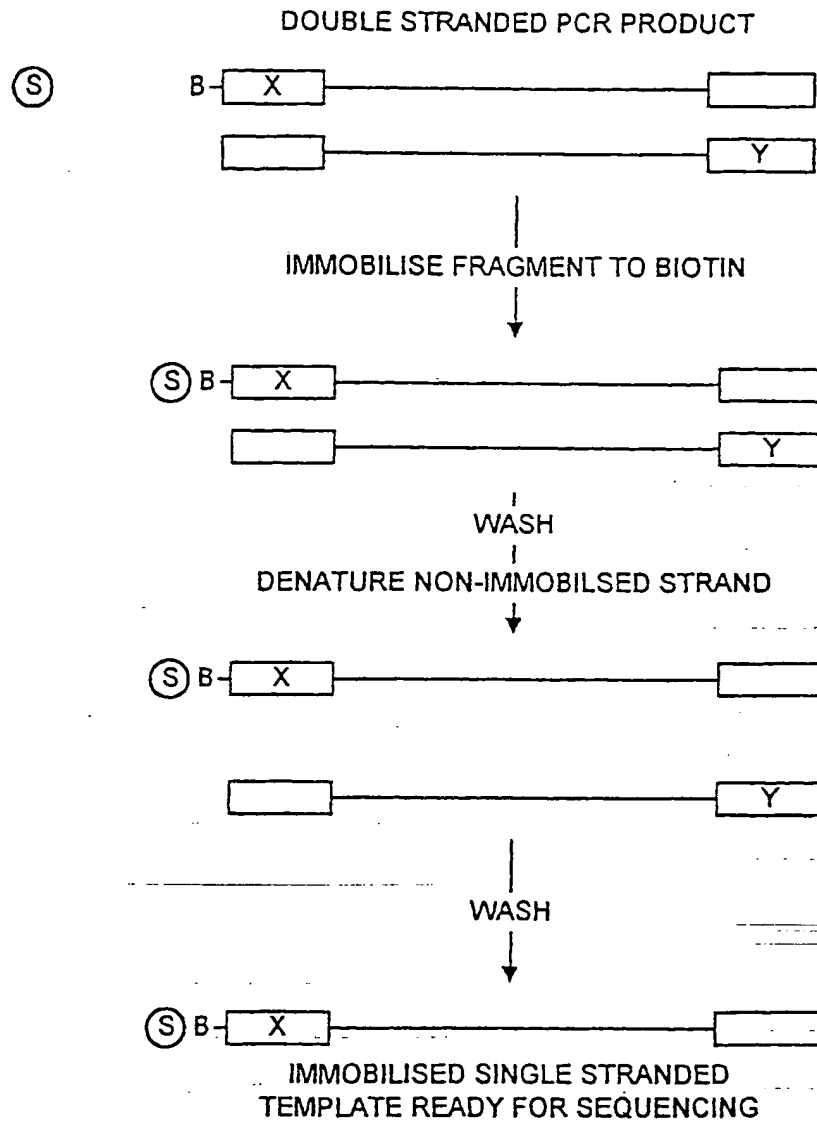 DOUBLE STRANDED PCR PRODUCT
S B X
Y
IMMOBILISE FRAGMENT TO BIOTIN
S B X
Y
WASH
DENATURE NON-IMMOBILSED STRAND
S B X
Y
WASH
S B X
IMMOBILISED SINGLE STRANDED
TEMPLATE READY FOR SEQUENCING